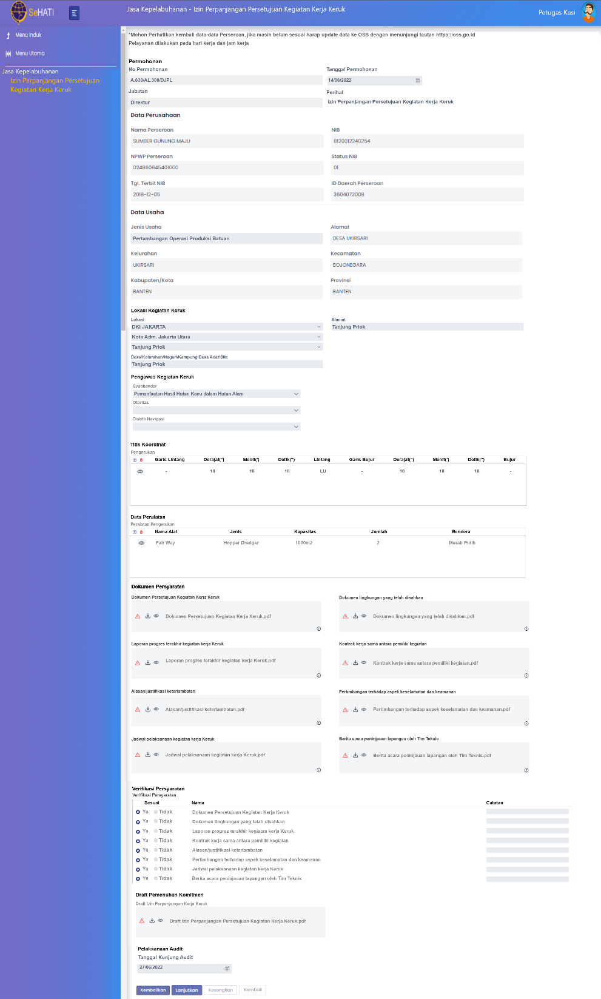 SeHATI
Jasa Kepelabuhanan - Izin Perpanjangan Persetujuan Kegiatan Kerja Keruk
Petugas Kasi
Menu Induk
Menu Utama
Jasa Kepelabuhanan
Izin Perpanjangan Persetujuan
Kegiatan Kerja Keruk
*Mohon Perhatikan kembali data-data Perseroan, jika masih belum sesuai harap update data ke OSS dengan menunjungi tautan https://oss.go.id
Pelayanan dilakukan pada hari kerja dan jam kerja
Permohonan
No Permohonan Tanggal Permohonan
A.630/AL.308/DJPL 14/06/2022
Jabatan Perihal
Direktur Izin Perpanjangan Persetujuan Kegiatan Kerja Keruk
Data Perusahaan
Nama Perseroan NIB
SUMBER GUNUNG MAJU 8120012240254
NPWP Perseroan Status NIB
024860645401000 01
Tgl. Terbit NIB ID Daerah Perseroan
2018-12-05 3604072008
Data Usaha
Jenis Usaha Alamat
Pertambangan Operasi Produksi Batuan DESA UKIRSARI
Kelurahan Kecamatan
UKIRSARI BOJONEGARA
Kabupaten/Kota Provinsi
BANTEN BANTEN
Lokasi Kegiatan Keruk
Lokasi Alamat
DKI JAKARTA Tanjung Priok
Kota Adm. Jakarta Utara
Tanjung Priok
Desa/Kelurahan/Nagari/Kampung/Desa Adat/Site
Tanjung Priok
Pengawas Kegiatan Keruk
Syahbandar
Pemanfaatan Hasil Hutan Kayu dalam Hutan Alam
Otoritas
Distrik Navigasi
Titik Koordinat
Pengerukan
Garis Lintang Derajat(°) Menit(') Detik(") Lintang Garis Bujur Derajat(°) Menit(') Detik(") Bujur
- 10 10 10 LU - 10 10 10 -
Data Peralatan
Peralatan Pengerukan
Nama Alat Jenis Kapasitas Jumlah Bendera
Fair Way Hopper Dredger 1000m2 2 Merah Putih
Dokumen Persyaratan
Dokumen Persetujuan Kegiatan Kerja Keruk Dokumen lingkungan yang telah disahkan
Dokumen Persetujuan Kegiatan Kerja Keruk.pdf Dokumen lingkungan yang telah disahkan.pdf
Laporan progres terakhir kegiatan kerja Keruk Kontrak kerja sama antara pemiliki kegiatan
Laporan progres terakhir kegiatan kerja Keruk.pdf Kontrak kerja sama antara pemiliki kegiatan.pdf
Alasan/justifikasi keterlambatan Pertimbangan terhadap aspek keselamatan dan keamanan
Alasan/justifikasi keterlambatan.pdf Pertimbangan terhadap aspek keselamatan dan keamanan.pdf
Jadwal pelaksanaan kegiatan kerja Keruk Berita acara peninjauan lapangan oleh Tim Teknis
Jadwal pelaksanaan kegiatan kerja Keruk.pdf Berita acara peninjauan lapangan oleh Tim Teknis.pdf
Verifikasi Persyaratan
Verifikasi Persyaratan
Sesuai Nama Catatan
Ya Tidak Dokumen Persetujuan Kegiatan Kerja Keruk
Ya Tidak Dokumen lingkungan yang telah disahkan
Ya Tidak Laporan progres terakhir kegiatan kerja Keruk
Ya Tidak Kontrak kerja sama antara pemiliki kegiatan
Ya Tidak Alasan/justifikasi keterlambatan
Ya Tidak Pertimbangan terhadap aspek keselamatan dan keamanan
Ya Tidak Jadwal pelaksanaan kegiatan kerja Keruk
Ya Tidak Berita acara peninjauan lapangan oleh Tim Teknis
Draft Pemenuhan Komitmen
Draft Izin Perpanjangan Kerja Keruk
Draft Izin Perpanjangan Persetujuan Kegiatan Kerja Keruk.pdf
Pelaksanaan Audit
Tanggal Kunjung Audit
27/06/2022
Kembalikan Lanjutkan Kosongkan Kembali